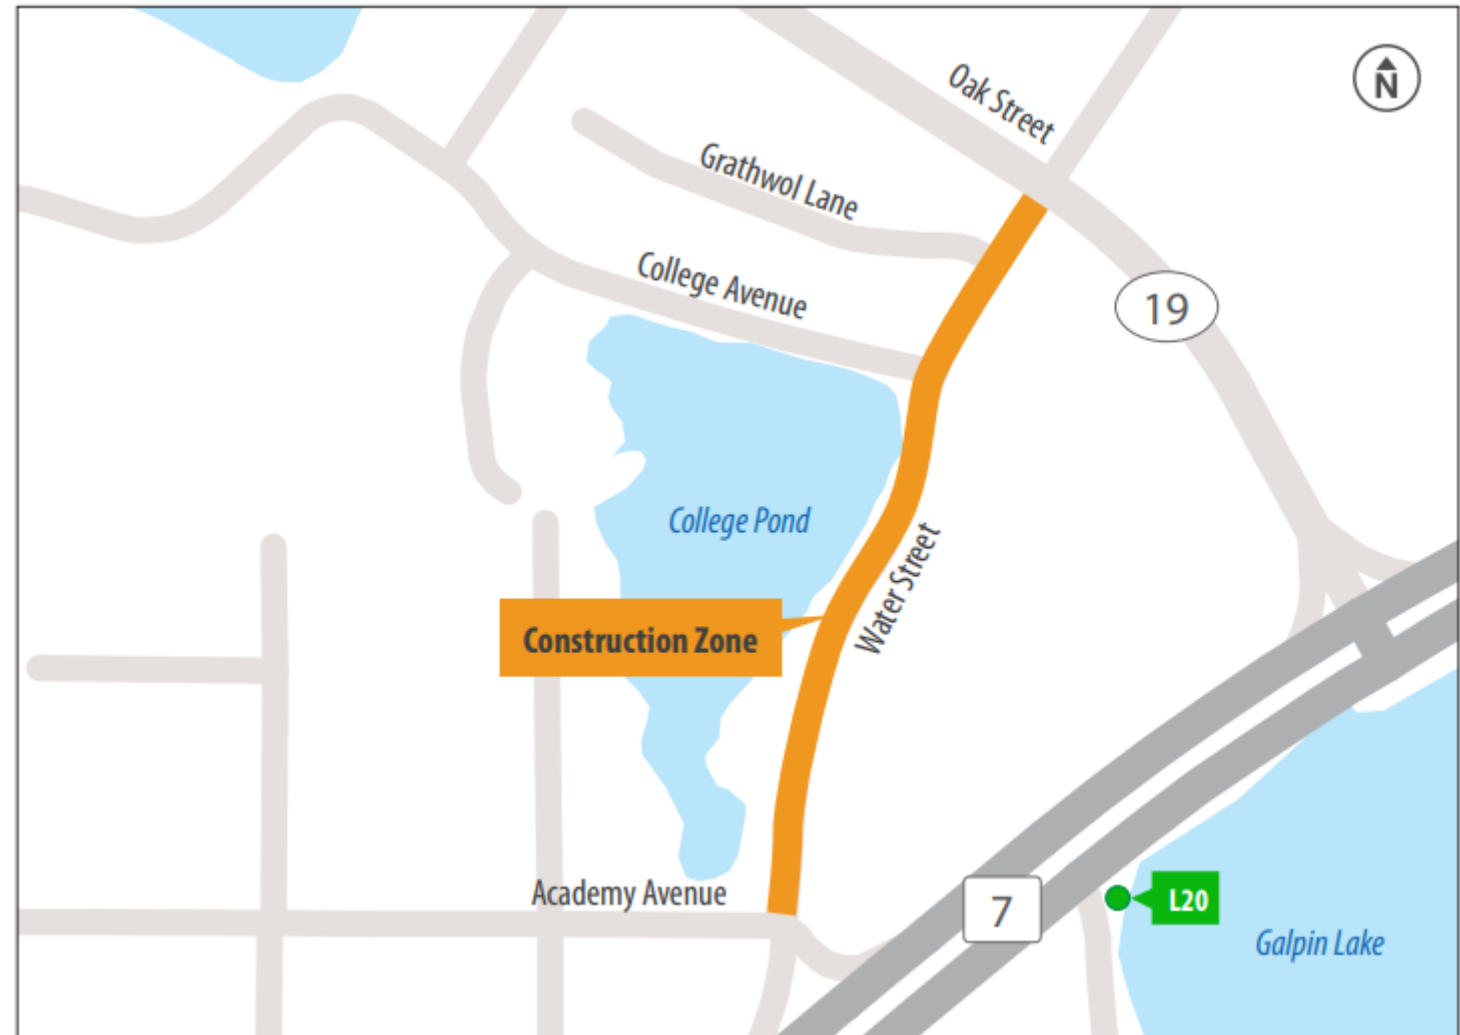 N
Oak Street
Grathwol Lane
College Avenue
19
College Pond
Water Street
Construction Zone
Academy Avenue
7
L20
Galpin Lake